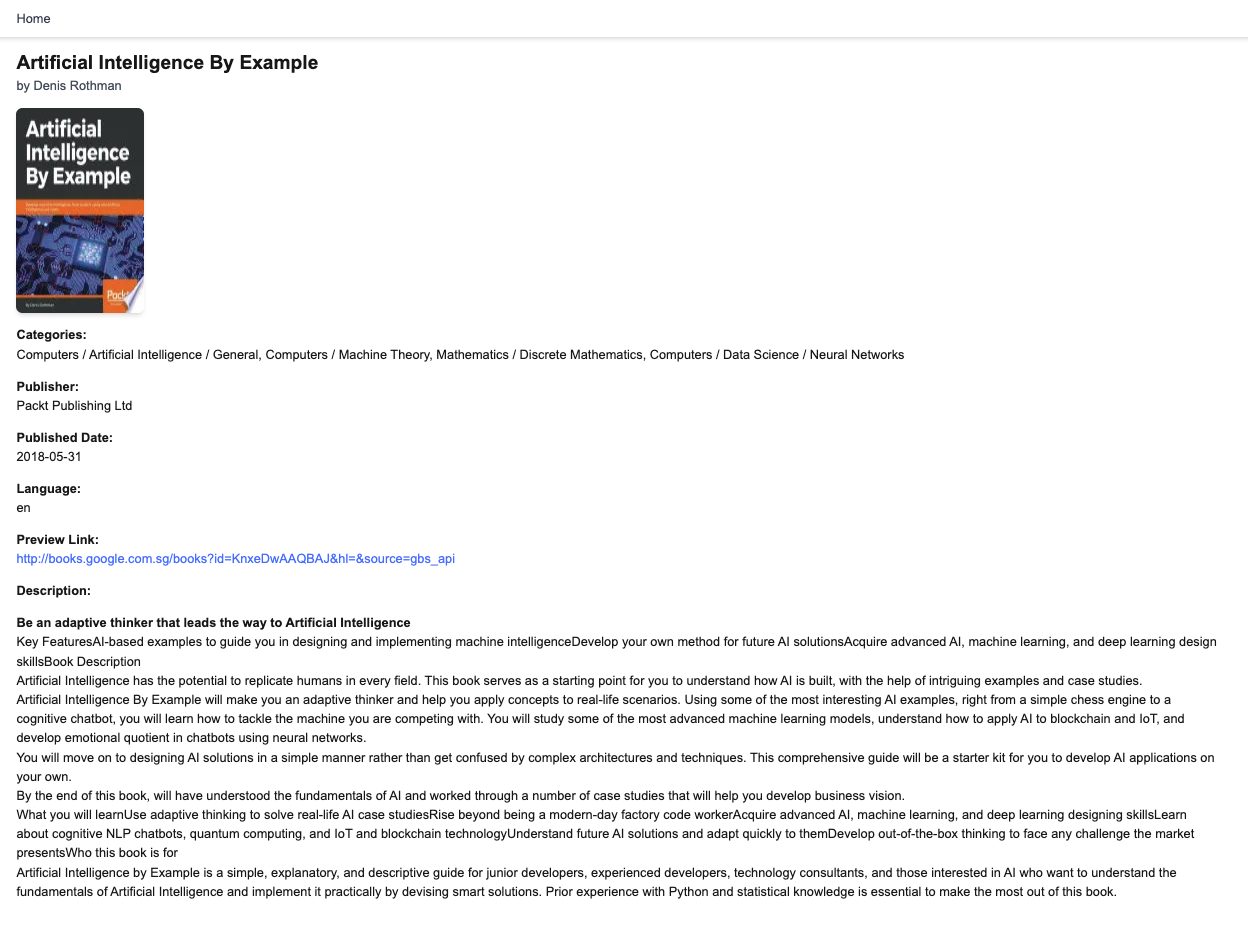 Home
Artificial Intelligence By Example
by Denis Rothman
Artificial
Intelligence
By Example
Packt
By Denis Rothman
Categories:
Computers / Artificial Intelligence / General, Computers / Machine Theory, Mathematics / Discrete Mathematics, Computers / Data Science / Neural Networks
Publisher:
Packt Publishing Ltd
Published Date:
2018-05-31
Language:
en
Preview Link:
http://books.google.com.sg/books?id=KnxeDwAAQBAJ&hl=&source=gbs_api
Description:
Be an adaptive thinker that leads the way to Artificial Intelligence
Key FeaturesAI-based examples to guide you in designing and implementing machine intelligenceDevelop your own method for future AI solutionsAcquire advanced AI, machine learning, and deep learning design
skillsBook Description
Artificial Intelligence has the potential to replicate humans in every field. This book serves as a starting point for you to understand how AI is built, with the help of intriguing examples and case studies.
Artificial Intelligence By Example will make you an adaptive thinker and help you apply concepts to real-life scenarios. Using some of the most interesting AI examples, right from a simple chess engine to a
cognitive chatbot, you will learn how to tackle the machine you are competing with. You will study some of the most advanced machine learning models, understand how to apply AI to blockchain and IoT, and
develop emotional quotient in chatbots using neural networks.
You will move on to designing AI solutions in a simple manner rather than get confused by complex architectures and techniques. This comprehensive guide will be a starter kit for you to develop AI applications on
your own.
By the end of this book, will have understood the fundamentals of AI and worked through a number of case studies that will help you develop business vision.
What you will learnUse adaptive thinking to solve real-life AI case studiesRise beyond being a modern-day factory code workerAcquire advanced AI, machine learning, and deep learning designing skillsLearn
about cognitive NLP chatbots, quantum computing, and IoT and blockchain technologyUnderstand future AI solutions and adapt quickly to themDevelop out-of-the-box thinking to face any challenge the market
presentsWho this book is for
Artificial Intelligence by Example is a simple, explanatory, and descriptive guide for junior developers, experienced developers, technology consultants, and those interested in AI who want to understand the
fundamentals of Artificial Intelligence and implement it practically by devising smart solutions. Prior experience with Python and statistical knowledge is essential to make the most out of this book.